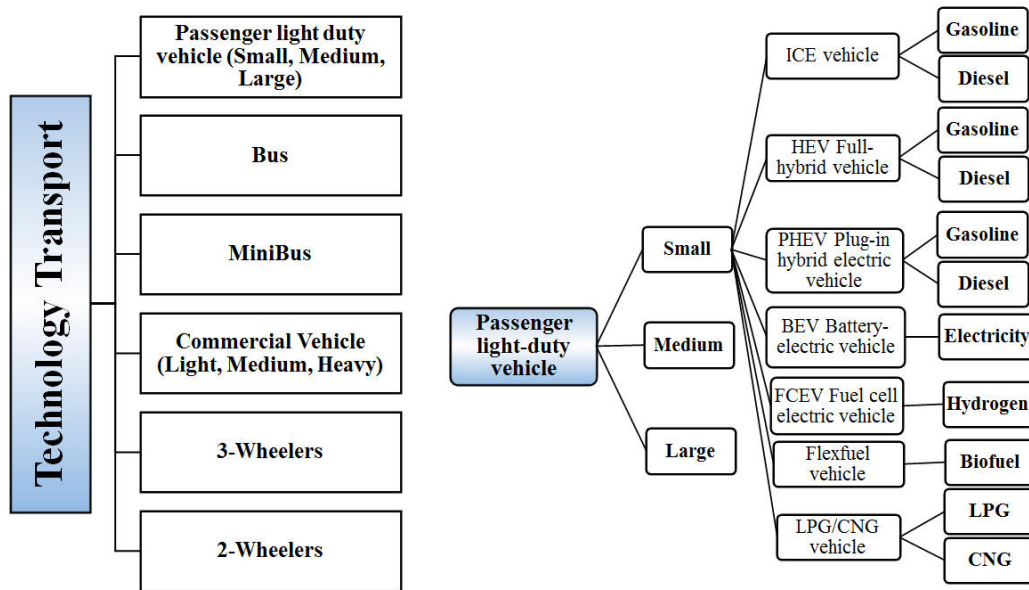 Technology Transport
Passenger light duty
vehicle (Small, Medium,
Large)
Bus
MiniBus
Commercial Vehicle
(Light, Medium, Heavy)
3-Wheelers
2-Wheelers
Passenger
light-duty
vehicle
Small
Medium
Large
ICE vehicle
Gasoline
Diesel
HEV Full-
hybrid vehicle
Gasoline
Diesel
PHEV Plug-in
hybrid electric
vehicle
Gasoline
Diesel
BEV Battery-
electric vehicle
Electricity
FCEV Fuel cell
electric vehicle
Hydrogen
Flexfuel
vehicle
Biofuel
LPG/CNG
vehicle
LPG
CNG